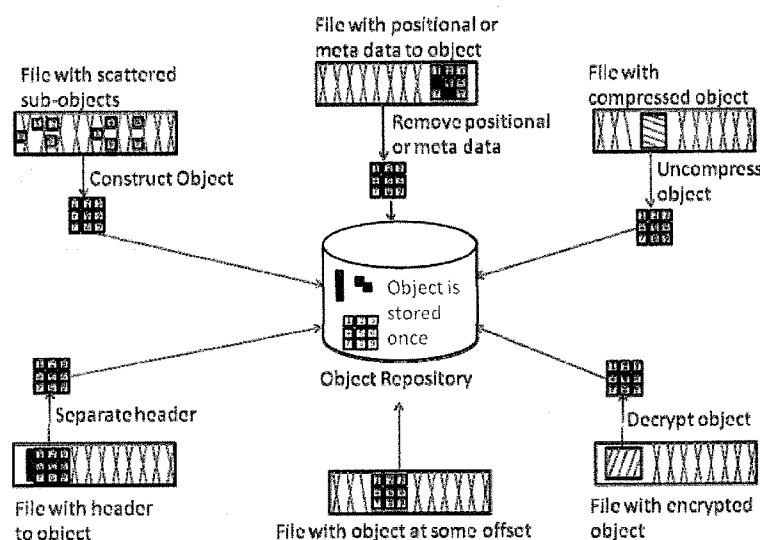 File with positional or
meta data to object
File with scattered
sub-objects
File with
compressed object
Remove positional
or meta data
Construct Object
Uncompress
object
Object is
stored
once
Object Repository
Separate header
Decrypt object
File with header
to object
File with object at some offset
File with encrypted
object